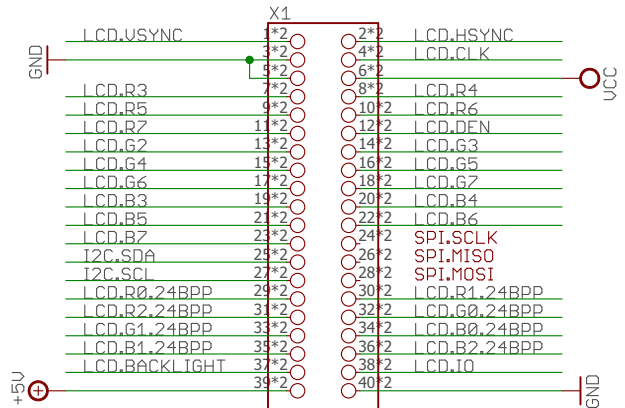 X1
LCD.VSYNC 1*2 2*2 LCD.HSYNC
GND 3*2 4*2 LCD.CLK
5*2 6*2 VCC
LCD.R3 7*2 8*2 LCD.R4
LCD.R5 9*2 10*2 LCD.R6
LCD.R7 11*2 12*2 LCD.DEN
LCD.G2 13*2 14*2 LCD.G3
LCD.G4 15*2 16*2 LCD.G5
LCD.G6 17*2 18*2 LCD.G7
LCD.B3 19*2 20*2 LCD.B4
LCD.B5 21*2 22*2 LCD.B6
LCD.B7 23*2 24*2 SPI.SCLK
I2C.SDA 25*2 26*2 SPI.MISO
I2C.SCL 27*2 28*2 SPI.MOSI
LCD.R0.24BPP 29*2 30*2 LCD.R1.24BPP
LCD.R2.24BPP 31*2 32*2 LCD.G0.24BPP
LCD.G1.24BPP 33*2 34*2 LCD.B0.24BPP
LCD.B1.24BPP 35*2 36*2 LCD.B2.24BPP
LCD.BACKLIGHT 37*2 38*2 LCD.IO
+5V 39*2 40*2 GND